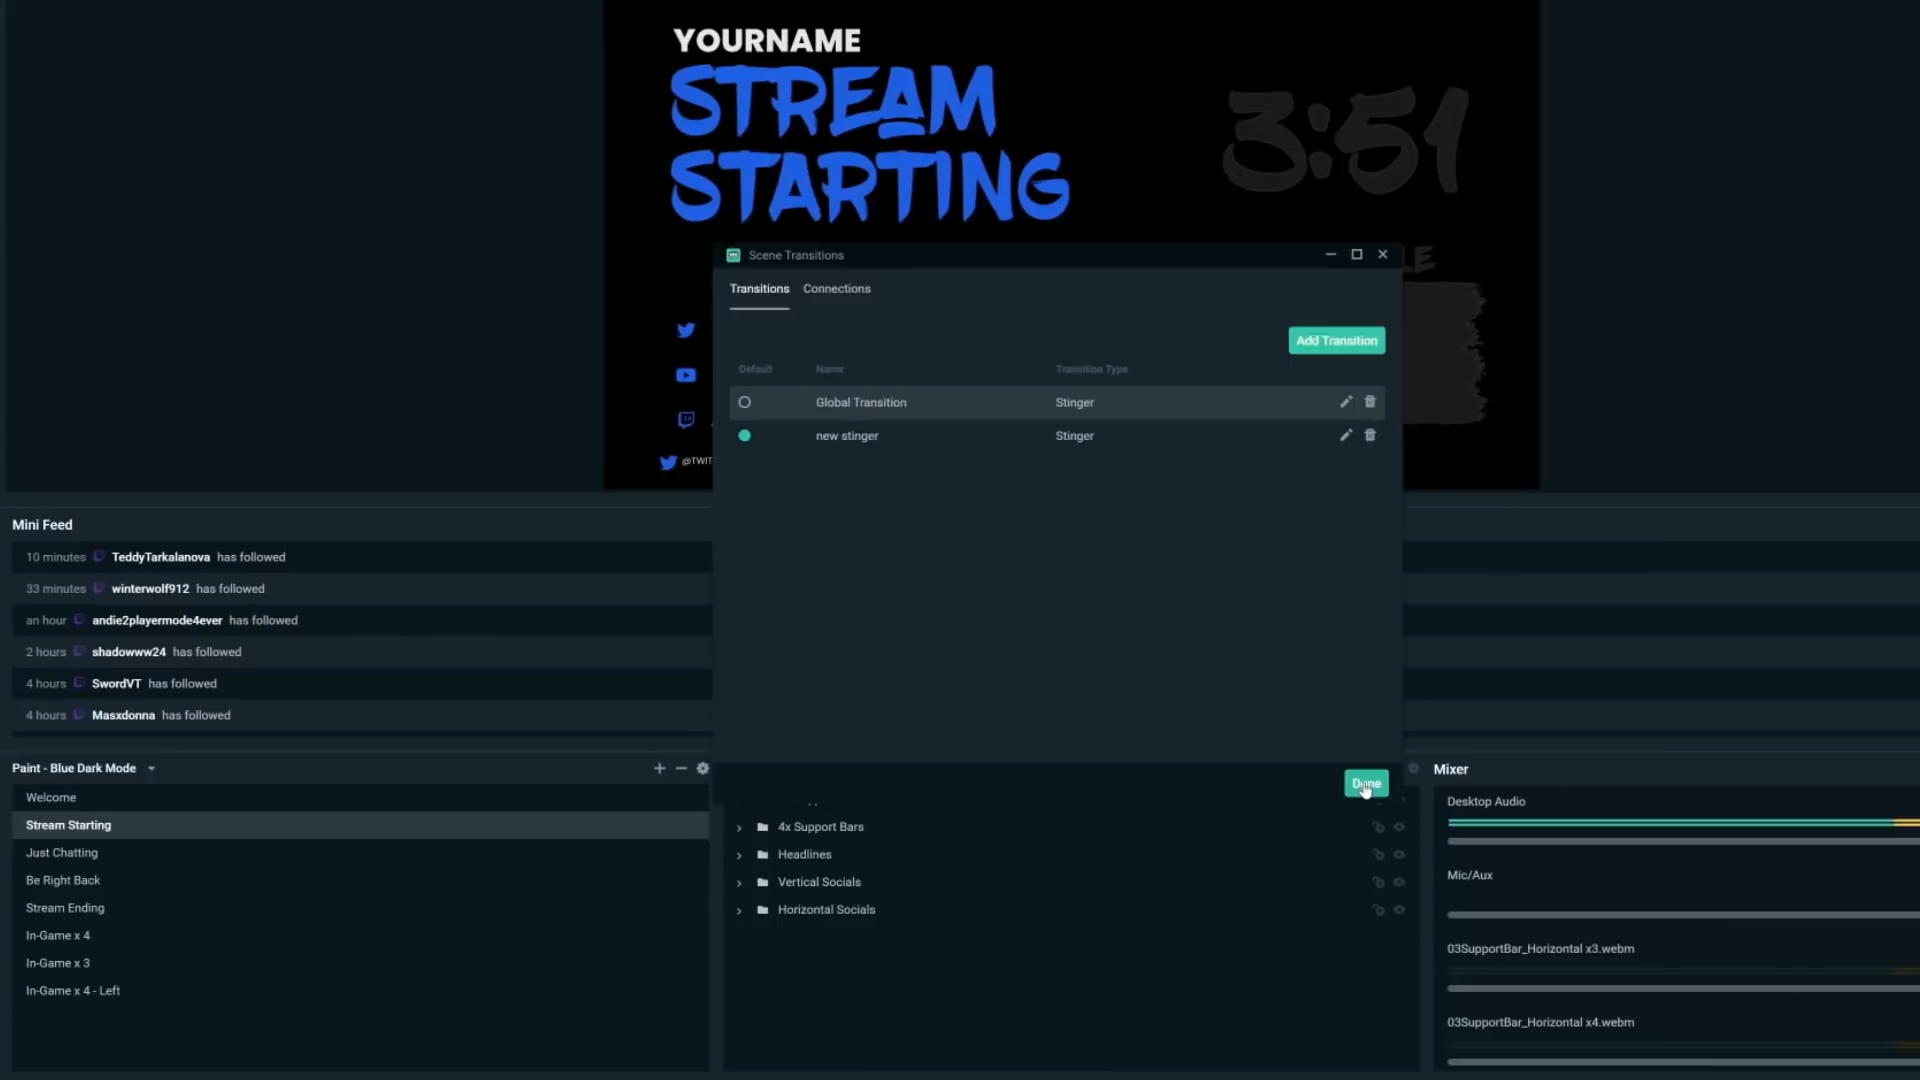 YOURNAME
STREAM
STARTING
3:51
Scene Transitions
Transitions Connections
Add Transition
Default Name Transition Type
Global Transition Stinger
new stinger Stinger
@TWIT
Mini Feed
10 minutes TeddyTarkalanova has followed
33 minutes winterwolf912 has followed
an hour andie2playermode4ever has followed
2 hours shadowww24 has followed
4 hours SwordVT has followed
4 hours Masxdonna has followed
Paint - Blue Dark Mode
Welcome
Stream Starting
Just Chatting
Be Right Back
Stream Ending
In-Game x 4
In-Game x 3
In-Game x 4 - Left
Done
4x Support Bars
Headlines
Vertical Socials
Horizontal Socials
Mixer
Desktop Audio
Mic/Aux
03SupportBar_Horizontal x3.webm
03SupportBar_Horizontal x4.webm